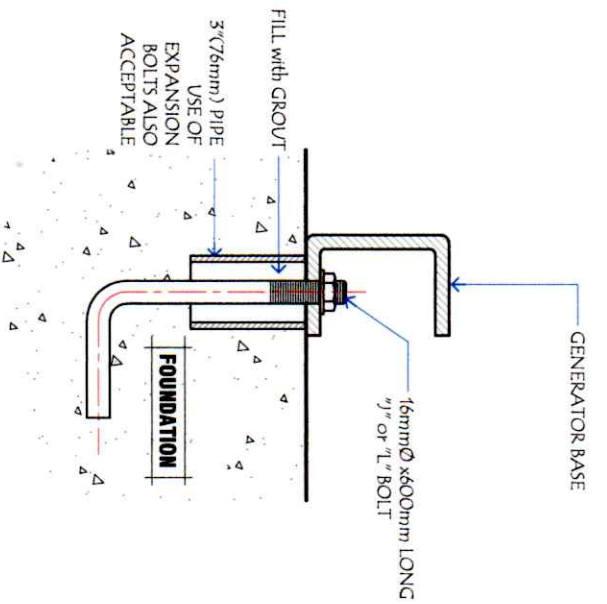 GENERATOR BASE
16mmØ x600mm LONG
"J" or "L" BOLT
FILL with GROUT
3"(76mm) PIPE
USE OF
EXPANSION
BOLTS ALSO
ACCEPTABLE
FOUNDATION